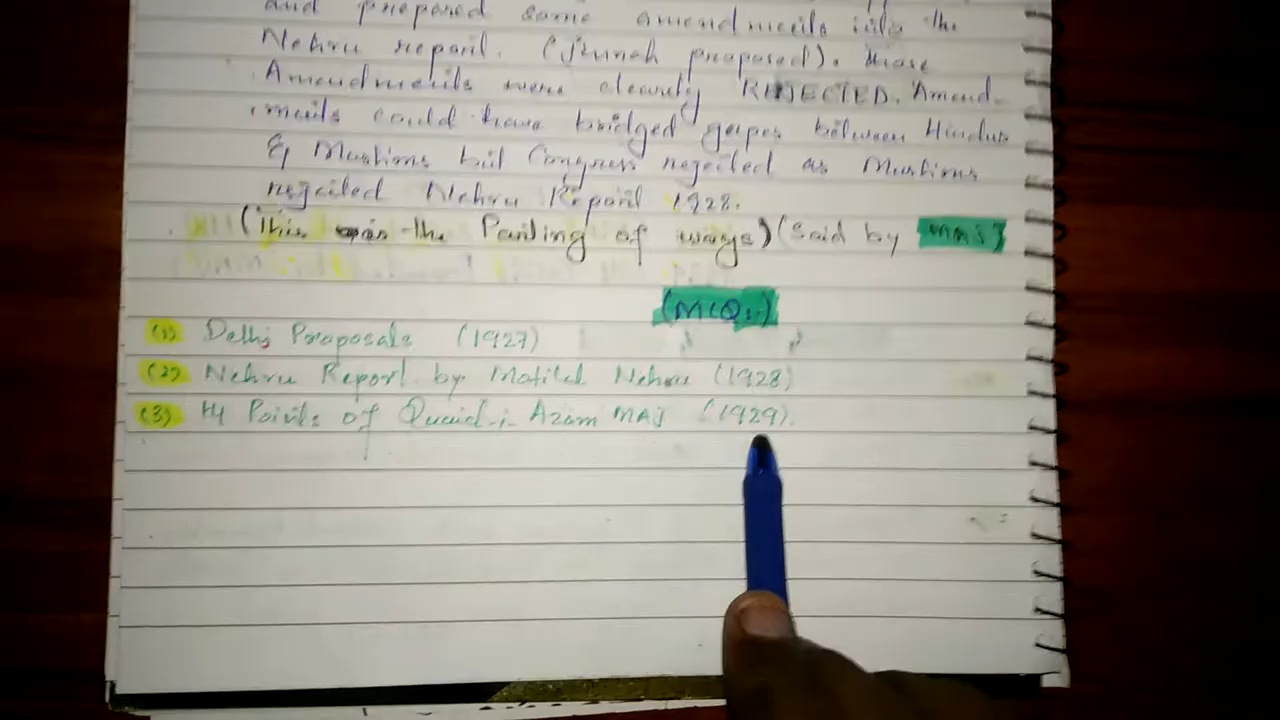 and prepared some amendments into the
Nehru report. (Jinnah proposed). These
Amendments were clearly REJECTED. Amend-
ments could have bridged gapes between Hindus
& Muslims but Congress rejected as Muslims
rejected Nehru Report 1928.
(This was the Parting of ways) (Said by MAJ)
(MCQs)
(1) Delhi Proposals (1927)
(2) Nehru Report by Motilal Nehru (1928)
(3) 14 Points of Quaid-i-Azam MAJ (1929).